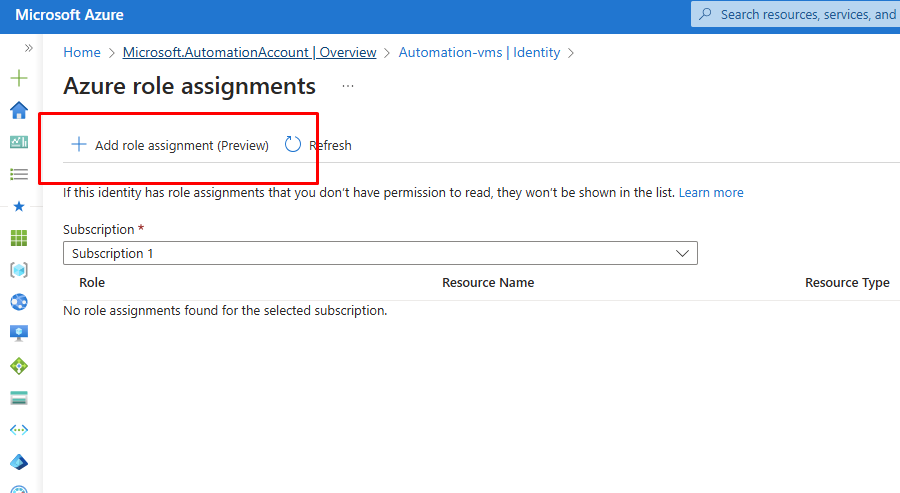 Microsoft Azure
Search resources, services, and
Home > Microsoft.AutomationAccount | Overview > Automation-vms | Identity >
Azure role assignments ...
Add role assignment (Preview) Refresh
If this identity has role assignments that you don't have permission to read, they won't be shown in the list. Learn more
Subscription *
Subscription 1
Role Resource Name Resource Type
No role assignments found for the selected subscription.